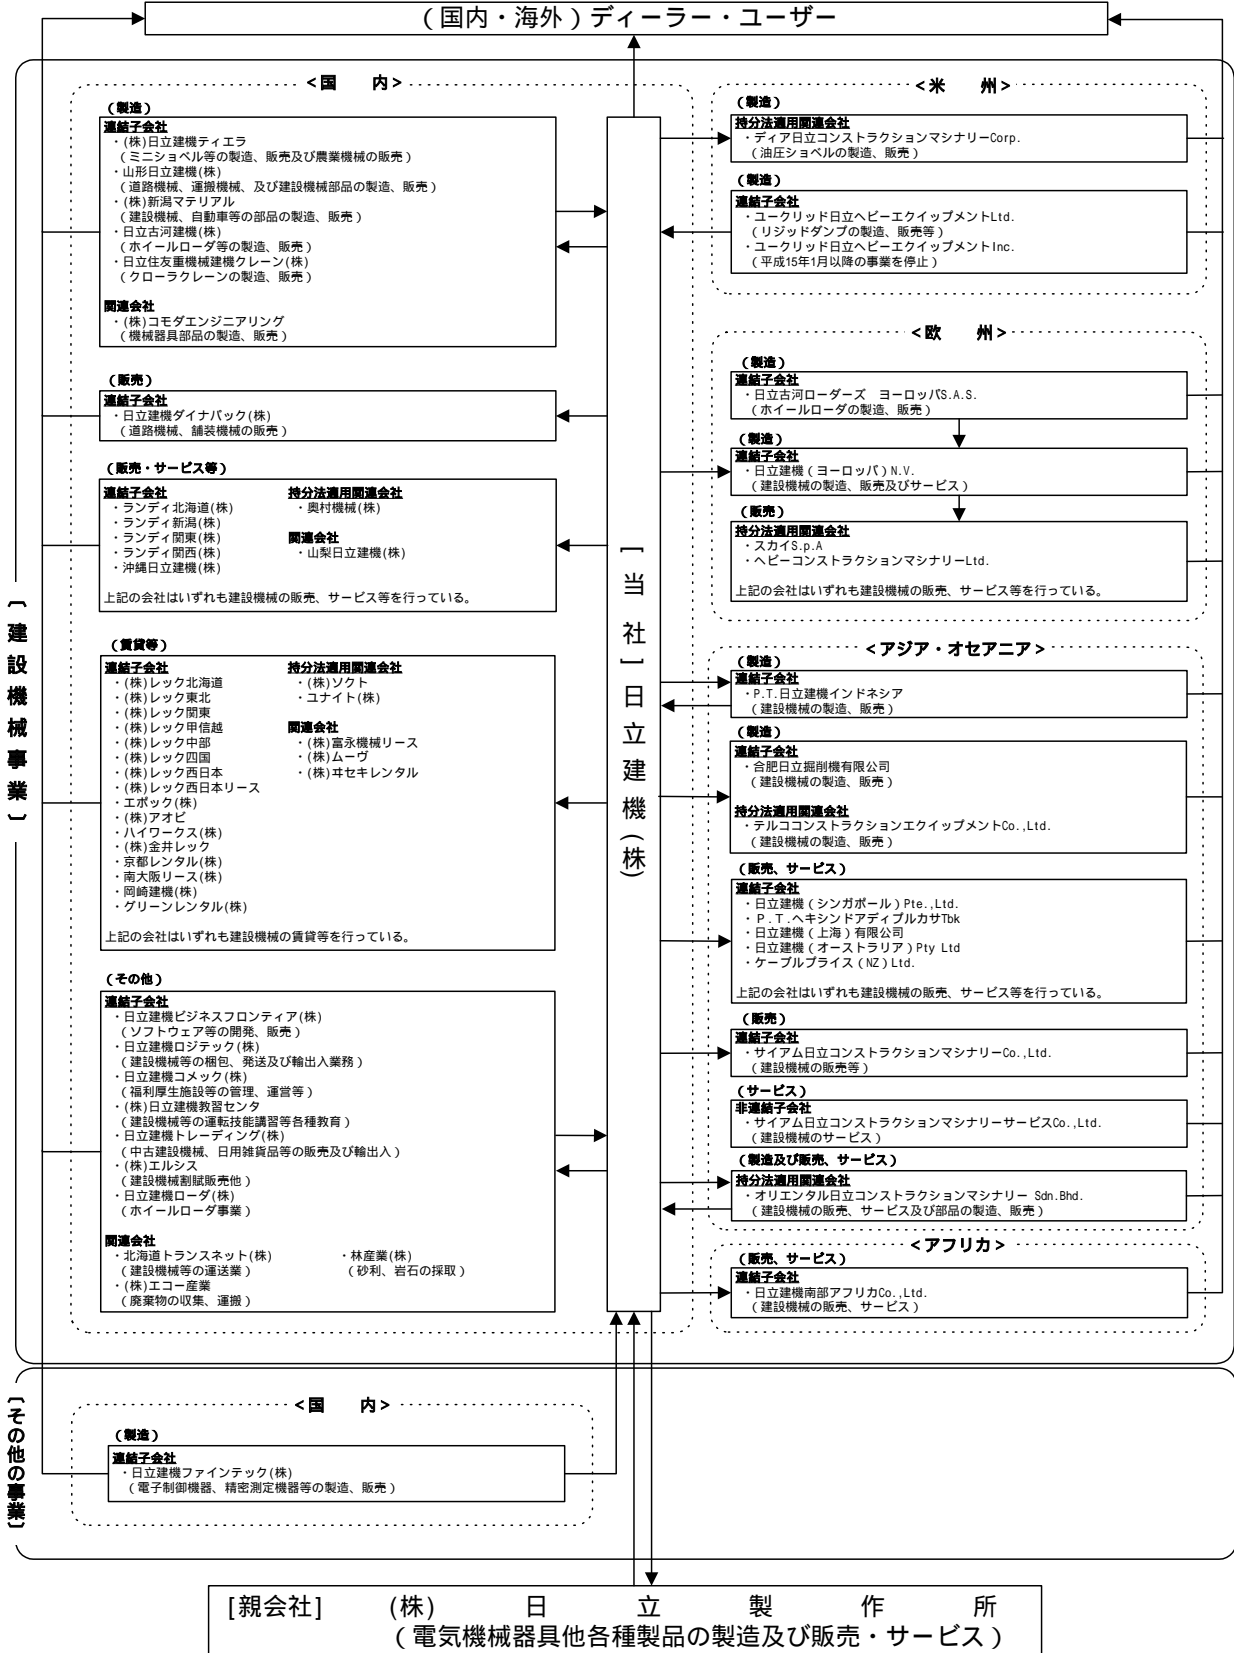 (国内・海外)ディーラー・ユーザー
[建設機械事業]
<国　内>
(製造)
連結子会社
・(株)日立建機ティエラ
(ミニショベル等の製造、販売及び農業機械の販売)
・山形日立建機(株)
(道路機械、運搬機械、及び建設機械部品の製造、販売)
・(株)新潟マテリアル
(建設機械、自動車等の部品の製造、販売)
・日立古河建機(株)
(ホイールローダ等の製造、販売)
・日立住友重機械建機クレーン(株)
(クローラクレーンの製造、販売)
関連会社
・(株)コモダエンジニアリング
(機械器具部品の製造、販売)
(販売)
連結子会社
・日立建機ダイナパック(株)
(道路機械、舗装機械の販売)
(販売・サービス等)
連結子会社
・ランディ北海道(株)
・ランディ新潟(株)
・ランディ関東(株)
・ランディ関西(株)
・沖縄日立建機(株)
持分法適用関連会社
・奥村機械(株)
関連会社
・山梨日立建機(株)
上記の会社はいずれも建設機械の販売、サービス等を行っている。
(賃貸等)
連結子会社
・(株)レック北海道
・(株)レック東北
・(株)レック関東
・(株)レック甲信越
・(株)レック中部
・(株)レック四国
・(株)レック西日本
・(株)レック西日本リース
・エポック(株)
・(株)アオビ
・ハイワークス(株)
・(株)金井レック
・京都レンタル(株)
・南大阪リース(株)
・岡崎建機(株)
・グリーンレンタル(株)
持分法適用関連会社
・(株)ソクト
・ユナイト(株)
関連会社
・(株)富永機械リース
・(株)ムーヴ
・(株)ヰセキレンタル
上記の会社はいずれも建設機械の賃貸等を行っている。
(その他)
連結子会社
・日立建機ビジネスフロンティア(株)
(ソフトウェア等の開発、販売)
・日立建機ロジテック(株)
(建設機械等の梱包、発送及び輸出入業務)
・日立建機コメック(株)
(福利厚生施設等の管理、運営等)
・(株)日立建機教習センタ
(建設機械等の運転技能講習等各種教育)
・日立建機トレーディング(株)
(中古建設機械、日用雑貨品等の販売及び輸出入)
・(株)エルシス
(建設機械割賦販売他)
・日立建機ローダ(株)
(ホイールローダ事業)
関連会社
・北海道トランスネット(株)
(建設機械等の運送業)
・(株)エコー産業
(廃棄物の収集、運搬)
・林産業(株)
(砂利、岩石の採取)
[当社]日立建機(株)
<米　州>
(製造)
持分法適用関連会社
・ディア日立コンストラクションマシナリーCorp.
(油圧ショベルの製造、販売)
(製造)
連結子会社
・ユークリッド日立ヘビーエクイップメントLtd.
(リジッドダンプの製造、販売等)
・ユークリッド日立ヘビーエクイップメントInc.
(平成15年1月以降の事業を停止)
<欧　州>
(製造)
連結子会社
・日立古河ローダーズ　ヨーロッパS.A.S.
(ホイールローダの製造、販売)
(製造)
連結子会社
・日立建機(ヨーロッパ)N.V.
(建設機械の製造、販売及びサービス)
(販売)
持分法適用関連会社
・スカイS.p.A
・ヘビーコンストラクションマシナリーLtd.
上記の会社はいずれも建設機械の販売、サービス等を行っている。
<アジア・オセアニア>
(製造)
連結子会社
・P.T.日立建機インドネシア
(建設機械の製造、販売)
(製造)
連結子会社
・合肥日立掘削機有限公司
(建設機械の製造、販売)
持分法適用関連会社
・テルココンストラクションエクイップメントCo.,Ltd.
(建設機械の製造、販売)
(販売、サービス)
連結子会社
・日立建機(シンガポール)Pte.,Ltd.
・P.T.ヘキシンドアディプルカサTbk
・日立建機(上海)有限公司
・日立建機(オーストラリア)Pty Ltd
・ケーブルプライス(NZ)Ltd.
上記の会社はいずれも建設機械の販売、サービス等を行っている。
(販売)
連結子会社
・サイアム日立コンストラクションマシナリーCo.,Ltd.
(建設機械の販売等)
(サービス)
非連結子会社
・サイアム日立コンストラクションマシナリーサービスCo.,Ltd.
(建設機械のサービス)
(製造及び販売、サービス)
持分法適用関連会社
・オリエンタル日立コンストラクションマシナリー Sdn.Bhd.
(建設機械の販売、サービス及び部品の製造、販売)
<アフリカ>
(販売、サービス)
連結子会社
・日立建機南部アフリカCo.,Ltd.
(建設機械の販売、サービス)
[その他の事業]
<国　内>
(製造)
連結子会社
・日立建機ファインテック(株)
(電子制御機器、精密測定機器等の製造、販売)
[親会社]　(株)　日　立　製　作　所
(電気機械器具他各種製品の製造及び販売・サービス)